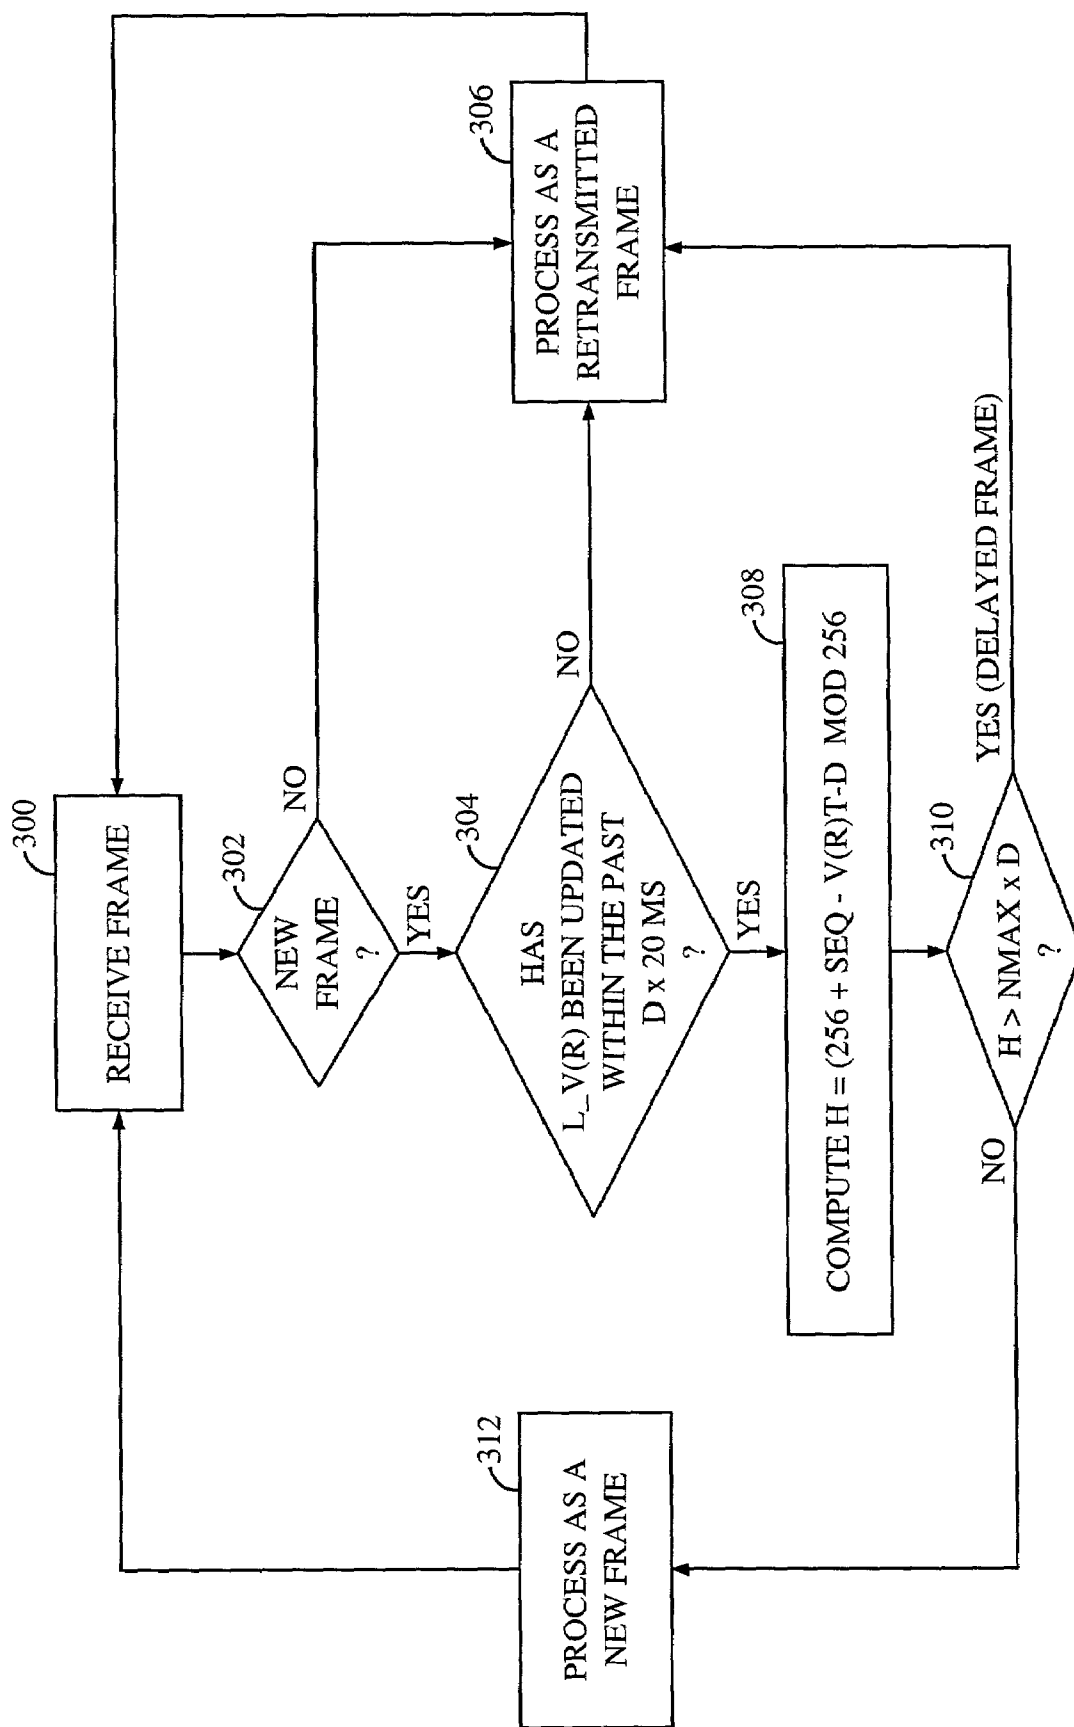 300
RECEIVE FRAME
302
NEW
FRAME
?
NO
YES
304
HAS
L_V(R) BEEN UPDATED
WITHIN THE PAST
D x 20 MS
?
NO
YES
306
PROCESS AS A
RETRANSMITTED
FRAME
308
COMPUTE H = (256 + SEQ - V(R)T-D MOD 256
310
H > NMAX x D
?
YES (DELAYED FRAME)
NO
312
PROCESS AS A
NEW FRAME